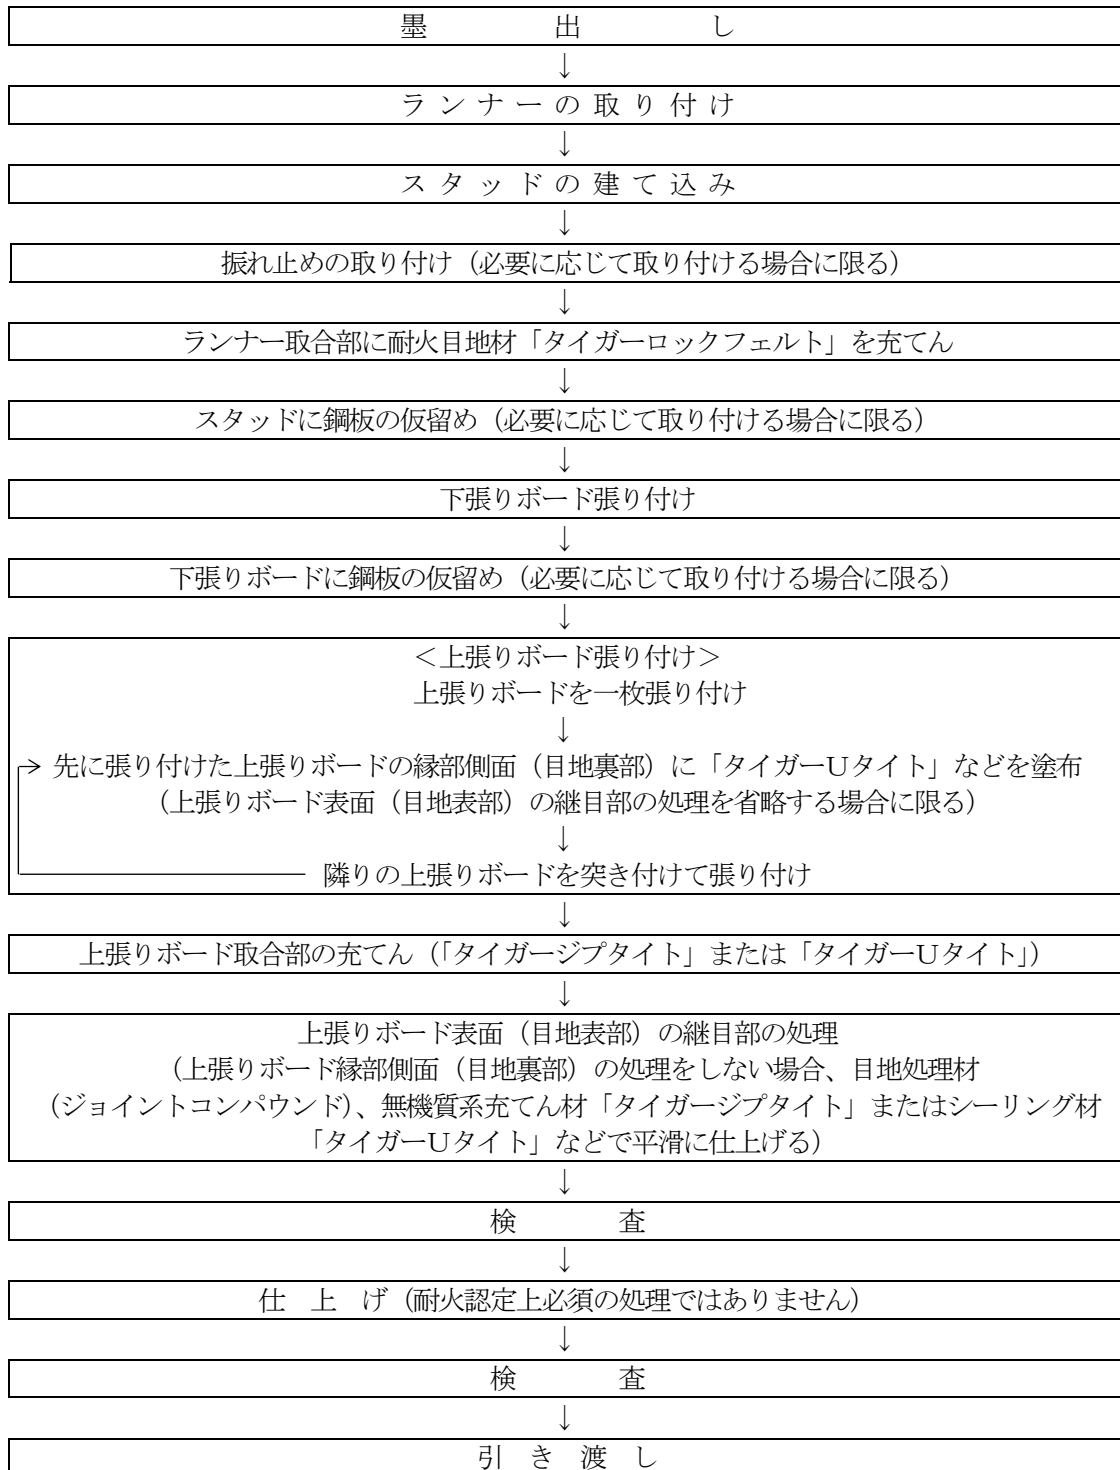 墨出し
↓
ランナーの取り付け
↓
スタッドの建て込み
↓
振れ止めの取り付け（必要に応じて取り付ける場合に限る）
↓
ランナー取合部に耐火目地材「タイガーロックフェルト」を充てん
↓
スタッドに鋼板の仮留め（必要に応じて取り付ける場合に限る）
↓
下張りボード張り付け
↓
下張りボードに鋼板の仮留め（必要に応じて取り付ける場合に限る）
↓
＜上張りボード張り付け＞
上張りボードを一枚張り付け
↓
先に張り付けた上張りボードの縁部側面（目地裏部）に「タイガーＵタイト」などを塗布
（上張りボード表面（目地表部）の継目部の処理を省略する場合に限る）
↓
隣りの上張りボードを突き付けて張り付け
↓
上張りボード取合部の充てん（「タイガージプタイト」または「タイガーＵタイト」）
↓
上張りボード表面（目地表部）の継目部の処理
（上張りボード縁部側面（目地裏部）の処理をしない場合、目地処理材
（ジョイントコンパウンド）、無機質系充てん材「タイガージプタイト」またはシーリング材
「タイガーＵタイト」などで平滑に仕上げる）
↓
検査
↓
仕上げ（耐火認定上必須の処理ではありません）
↓
検査
↓
引き渡し